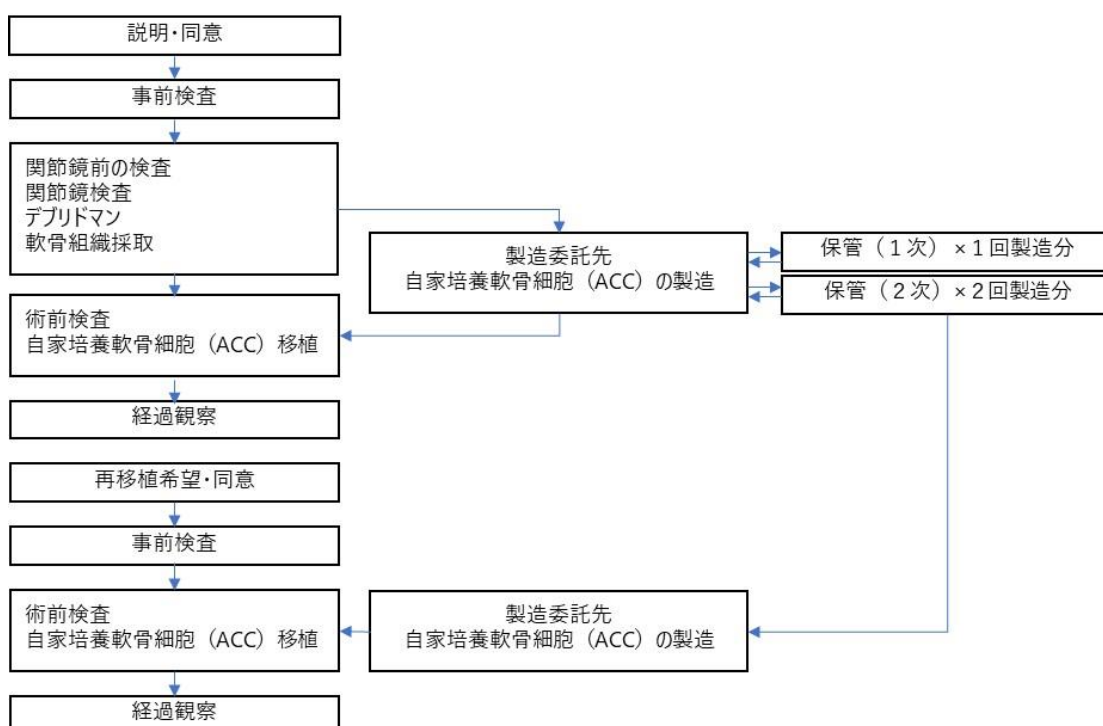 説明・同意
事前検査
関節鏡前の検査
関節鏡検査
デブリドマン
軟骨組織採取
製造委託先
自家培養軟骨細胞（ACC）の製造
保管（１次）×１回製造分
保管（２次）×２回製造分
術前検査
自家培養軟骨細胞（ACC）移植
経過観察
再移植希望・同意
事前検査
術前検査
自家培養軟骨細胞（ACC）移植
製造委託先
自家培養軟骨細胞（ACC）の製造
経過観察